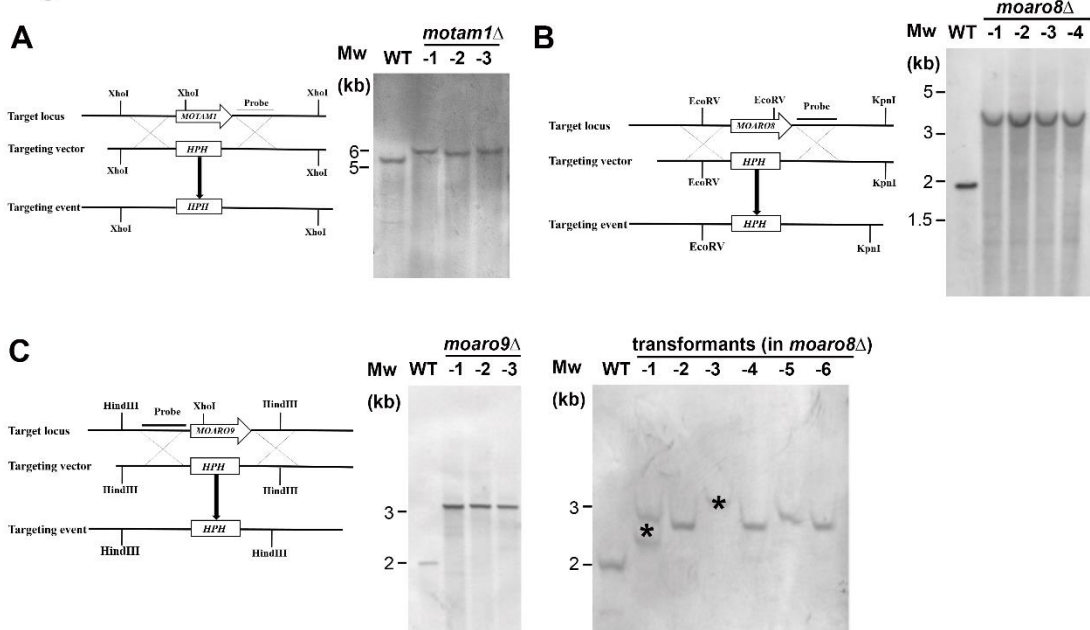 A
motam1Δ
Mw WT -1 -2 -3
(kb)
XhoI XhoI XhoI
Probe
Target locus MOTAM1
Targeting vector HPH
XhoI XhoI
Targeting event HPH
XhoI XhoI
6
5
B
moaro8Δ
WT -1 -2 -3 -4
Mw
(kb)
EcoRV EcoRV Probe KpnI
Target locus MOARO8
Targeting vector HPH
EcoRV KpnI
Targeting event HPH
EcoRV KpnI
5
3
2
1.5
C
moaro9Δ
Mw WT -1 -2 -3
(kb)
HindIII Probe XhoI HindIII
Target locus MOARO9
Targeting vector HPH
HindIII HindIII
Targeting event HPH
HindIII HindIII
3
2
transformants (in moaro8Δ)
Mw WT -1 -2 -3 -4 -5 -6
(kb)
3 *
*
2